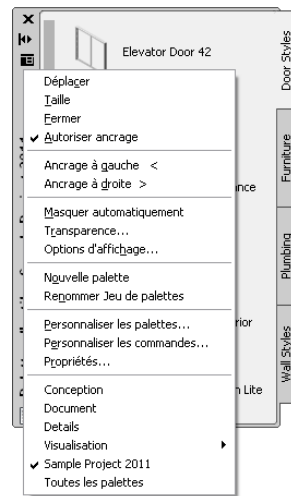 Elevator Door 42
Déplacer
Taille
Fermer
Autoriser ancrage
Ancrage à gauche <
Ancrage à droite >
Masquer automatiquement
Transparence...
Options d'affichage...
Nouvelle palette
Renommer Jeu de palettes
Personnaliser les palettes...
Personnaliser les commandes...
Propriétés...
Conception
Document
Details
Visualisation
Sample Project 2011
Toutes les palettes
Door Styles
Furniture
Plumbing
Wall Styles
Lite